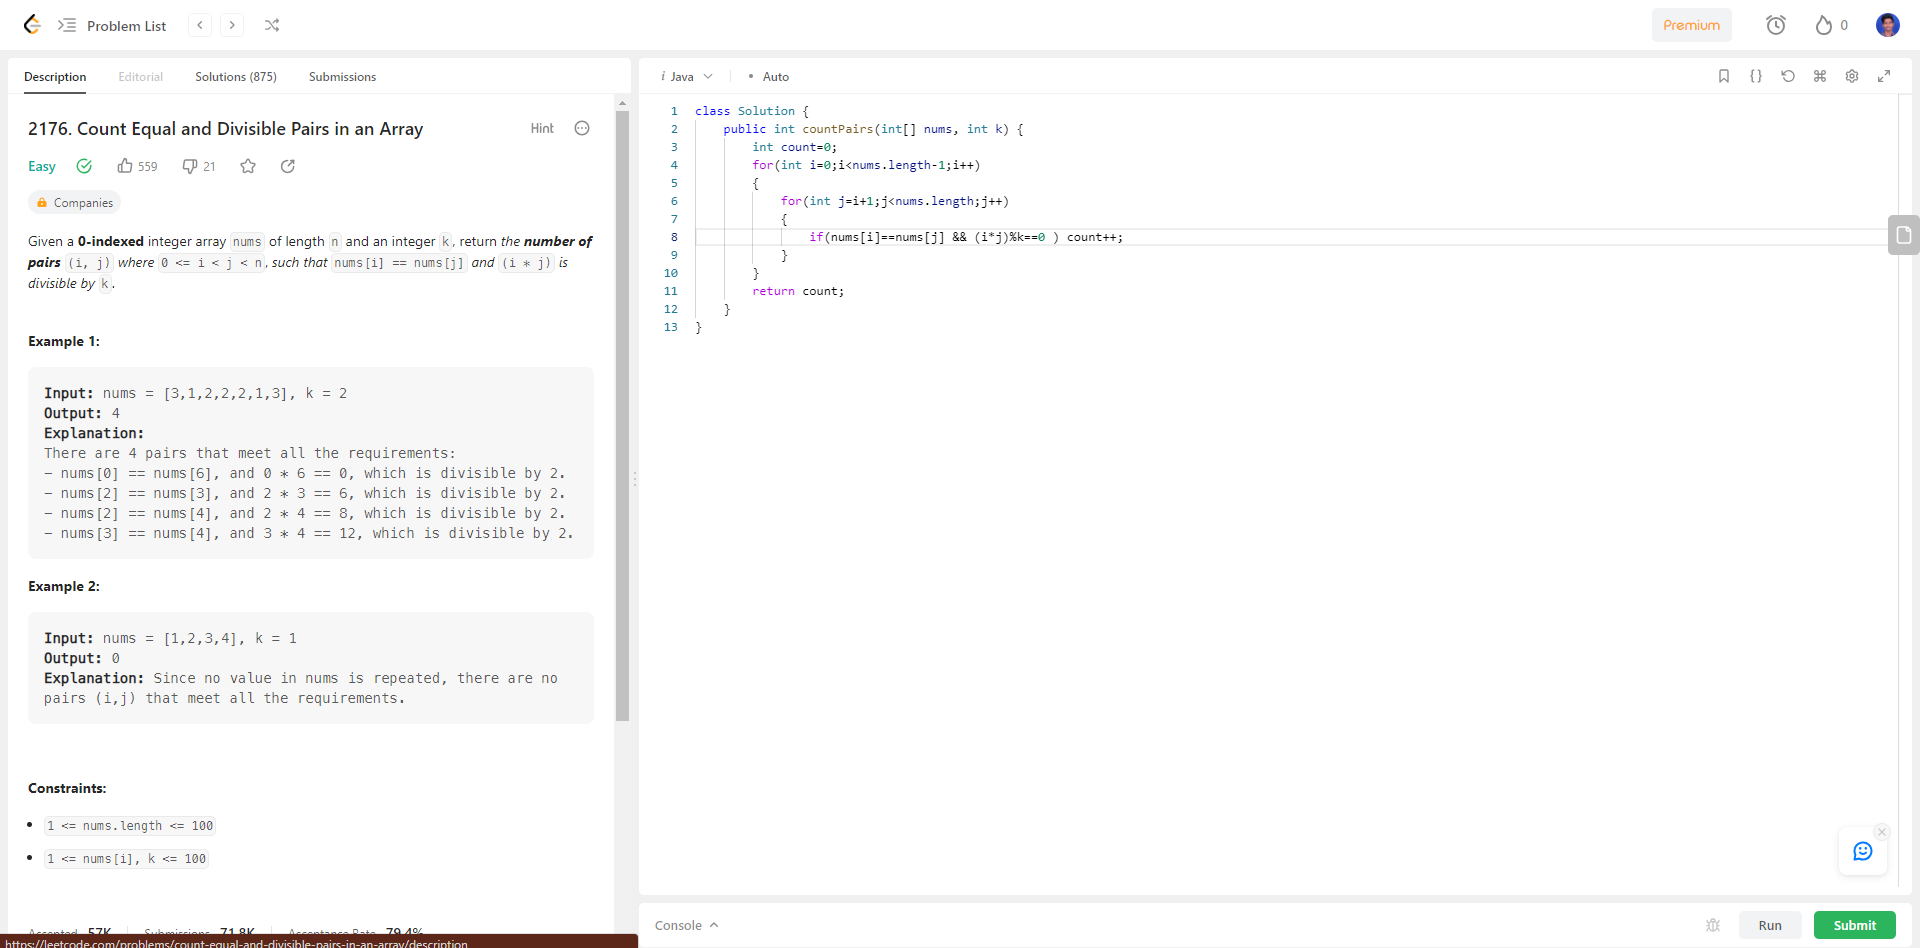 Problem List
Premium
0
Description Editorial Solutions (875) Submissions
2176. Count Equal and Divisible Pairs in an Array
Hint
Easy 559 21
Companies
Given a 0-indexed integer array nums of length n and an integer k, return the number of
pairs (i, j) where 0 <= i < j < n, such that nums[i] == nums[j] and (i * j) is
divisible by k.
Example 1:
Input: nums = [3,1,2,2,2,1,3], k = 2
Output: 4
Explanation:
There are 4 pairs that meet all the requirements:
- nums[0] == nums[6], and 0 * 6 == 0, which is divisible by 2.
- nums[2] == nums[3], and 2 * 3 == 6, which is divisible by 2.
- nums[2] == nums[4], and 2 * 4 == 8, which is divisible by 2.
- nums[3] == nums[4], and 3 * 4 == 12, which is divisible by 2.
Example 2:
Input: nums = [1,2,3,4], k = 1
Output: 0
Explanation: Since no value in nums is repeated, there are no
pairs (i,j) that meet all the requirements.
Constraints:
• 1 <= nums.length <= 100
• 1 <= nums[i], k <= 100
Accepted 57K Submissions 71.8K Acceptance Rate 79.4%
https://leetcode.com/problems/count-equal-and-divisible-pairs-in-an-array/description
i Java • Auto
1 class Solution {
2 public int countPairs(int[] nums, int k) {
3 int count=0;
4 for(int i=0;i<nums.length-1;i++)
5 {
6 for(int j=i+1;j<nums.length;j++)
7 {
8 if(nums[i]==nums[j] && (i*j)%k==0 ) count++;
9 }
10 }
11 return count;
12 }
13 }
Console
Run
Submit